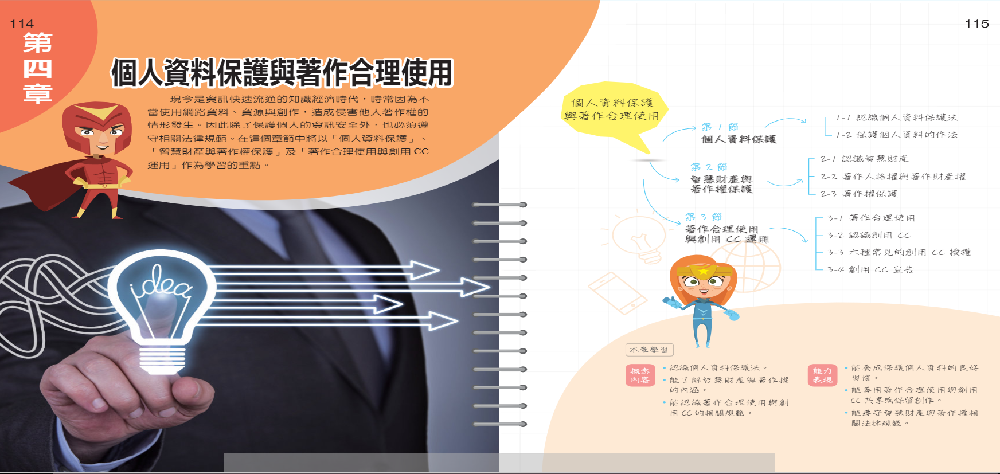 114
第四章
個人資料保護與著作合理使用
現今是資訊快速流通的知識經濟時代，時常因為不
當使用網路資料、資源與創作，造成侵害他人著作權的
情形發生。因此除了保護個人的資訊安全外，也必須遵
守相關法律規範。在這個章節中將以「個人資料保護」、
「智慧財產與著作權保護」及「著作合理使用與創用 CC
運用」作為學習的重點。
idea
115
個人資料保護
與著作合理使用
第 1 節
個人資料保護
1-1 認識個人資料保護法
1-2 保護個人資料的作法
第 2 節
智慧財產與
著作權保護
2-1 認識智慧財產
2-2 著作人格權與著作財產權
2-3 著作權保護
第 3 節
著作合理使用
與創用 CC 運用
3-1 著作合理使用
3-2 認識創用 CC
3-3 六種常見的創用 CC 授權
3-4 創用 CC 宣告
本章學習
概念
內容
• 認識個人資料保護法。
• 能了解智慧財產與著作權
的內涵。
• 能認識著作合理使用與創
用 CC 的相關規範。
能力
表現
• 能養成保護個人資料的良好
習慣。
• 能善用著作合理使用與創用
CC 共享或保留創作。
• 能遵守智慧財產與著作權相
關法律規範。